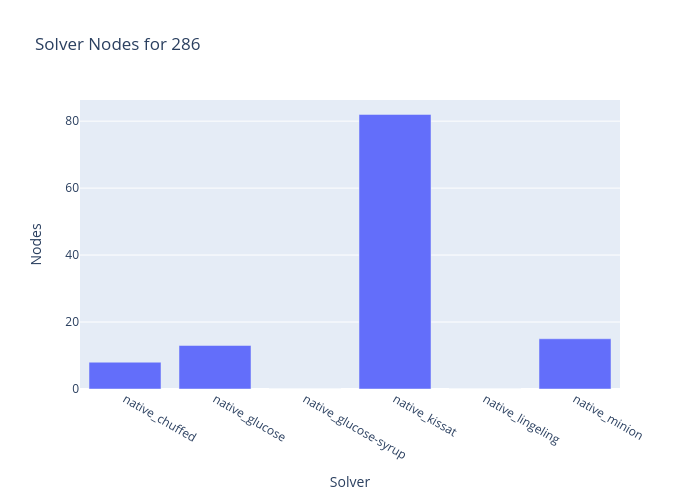 Solver Nodes for 286
80
60
40
20
0
Nodes
native_chuffed
native_glucose
native_glucose-syrup
native_kissat
native_lingeling
native_minion
Solver